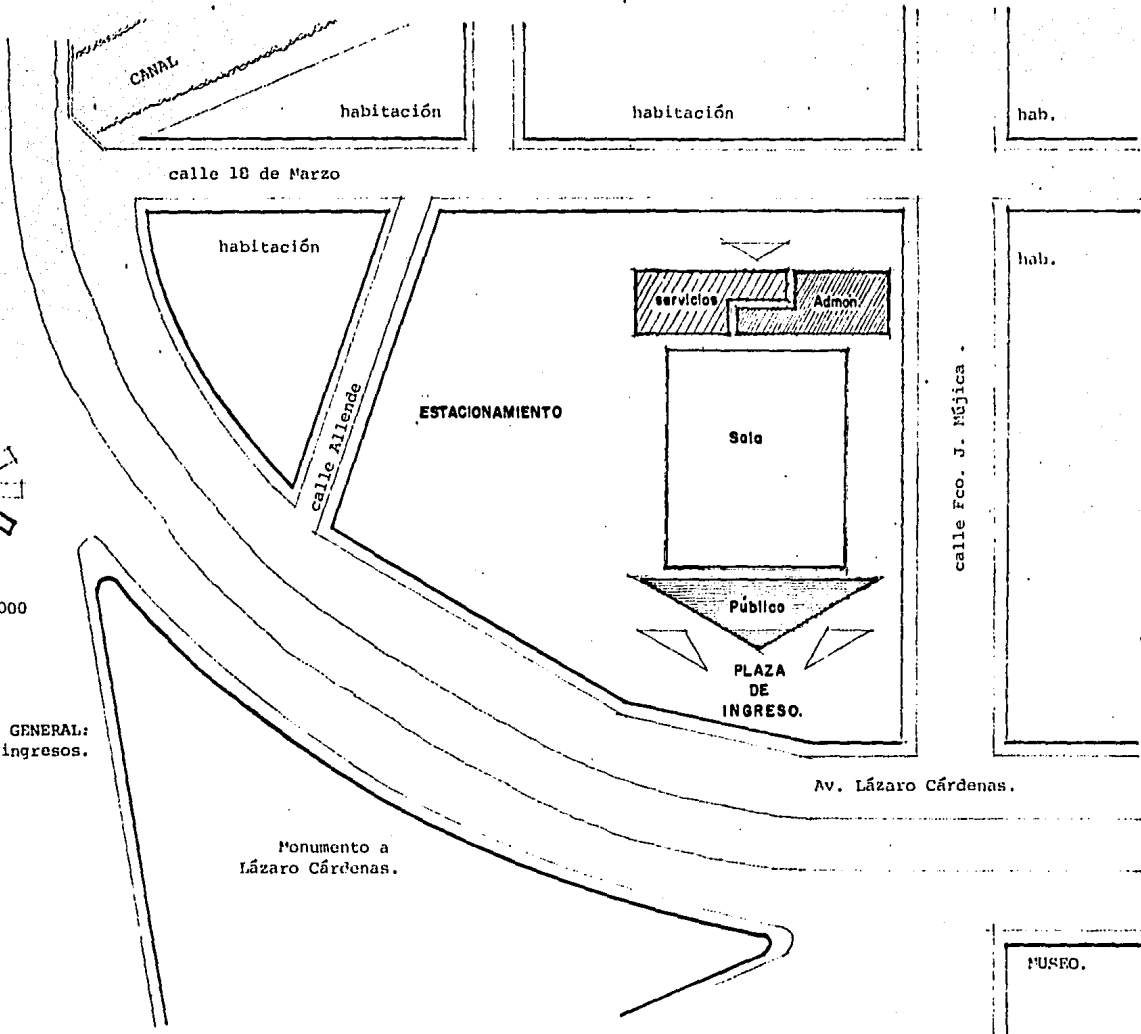 CANAL
habitación
habitación
hab.
calle 18 de Marzo
habitación
hab.
servicios
Admon.
calle Allende
ESTACIONAMIENTO
Sala
calle Fco. J. Mújica.
Público
000
PLAZA
DE
INGRESO.
GENERAL:
ingresos.
Av. Lázaro Cárdenas.
Monumento a
Lázaro Cárdenas.
MUSEO.